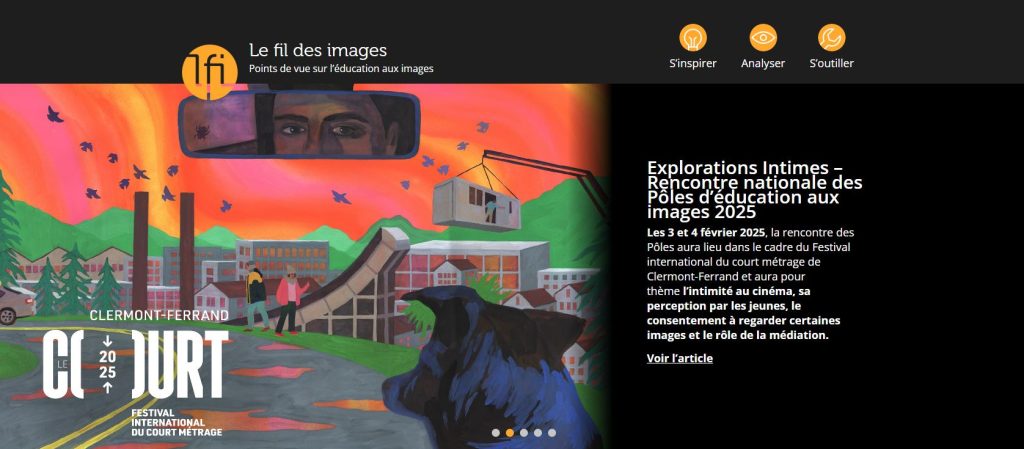 lfi
Le fil des images
Points de vue sur l’éducation aux images
S’inspirer
Analyser
S’outiller
CLERMONT-FERRAND
LE
COURT
2025
FESTIVAL
INTERNATIONAL
DU COURT MÉTRAGE
Explorations Intimes –
Rencontre nationale des
Pôles d’éducation aux
images 2025
Les 3 et 4 février 2025, la rencontre des
Pôles aura lieu dans le cadre du Festival
international du court métrage de
Clermont-Ferrand et aura pour
thème l’intimité au cinéma, sa
perception par les jeunes, le
consentement à regarder certaines
images et le rôle de la médiation.
Voir l’article